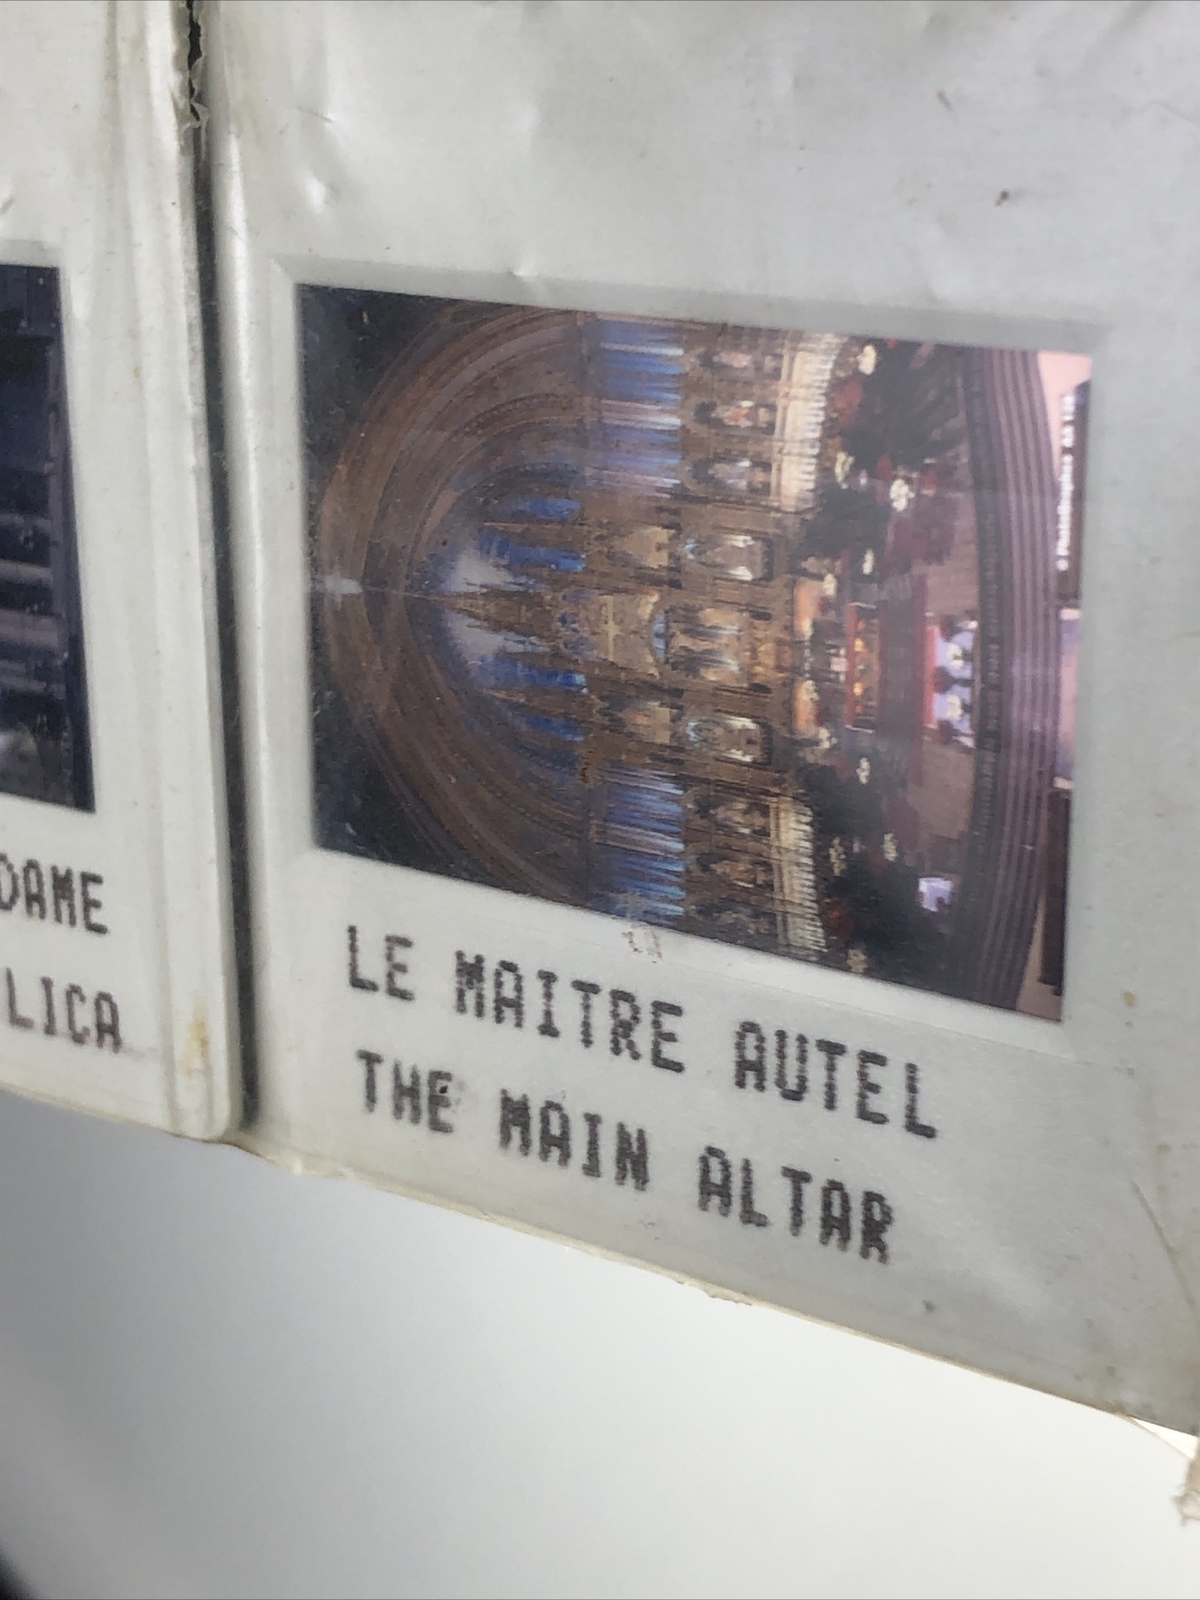 DAME
LICA
LE MAITRE AUTEL
THE MAIN ALTAR